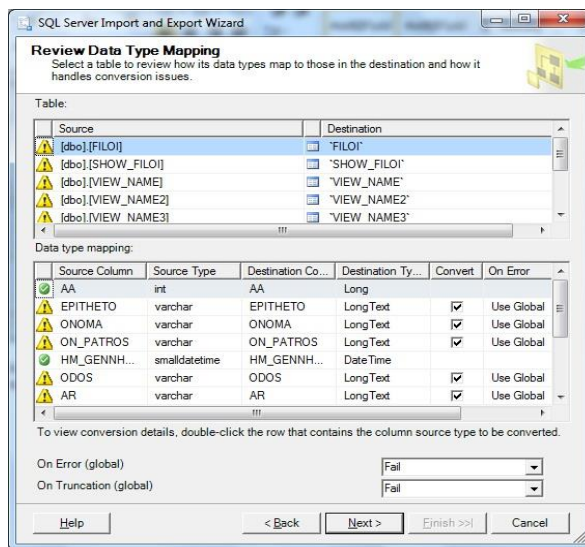 SQL Server Import and Export Wizard
Review Data Type Mapping
Select a table to review how its data types map to those in the destination and how it
handles conversion issues.
Table:
Source Destination
[dbo].[FILOI] `FILOI`
[dbo].[SHOW_FILOI] `SHOW_FILOI`
[dbo].[VIEW_NAME] `VIEW_NAME`
[dbo].[VIEW_NAME2] `VIEW_NAME2`
[dbo].[VIEW_NAME3] `VIEW_NAME3`
Data type mapping:
Source Column Source Type Destination Co... Destination Ty... Convert On Error
AA int AA Long
EPITHETO varchar EPITHETO LongText Use Global
ONOMA varchar ONOMA LongText Use Global
ON_PATROS varchar ON_PATROS LongText Use Global
HM_GENNH... smalldatetime HM_GENNH... DateTime
ODOS varchar ODOS LongText Use Global
AR varchar AR LongText Use Global
To view conversion details, double-click the row that contains the column source type to be converted.
On Error (global) Fail
On Truncation (global) Fail
Help < Back Next > Finish >>| Cancel